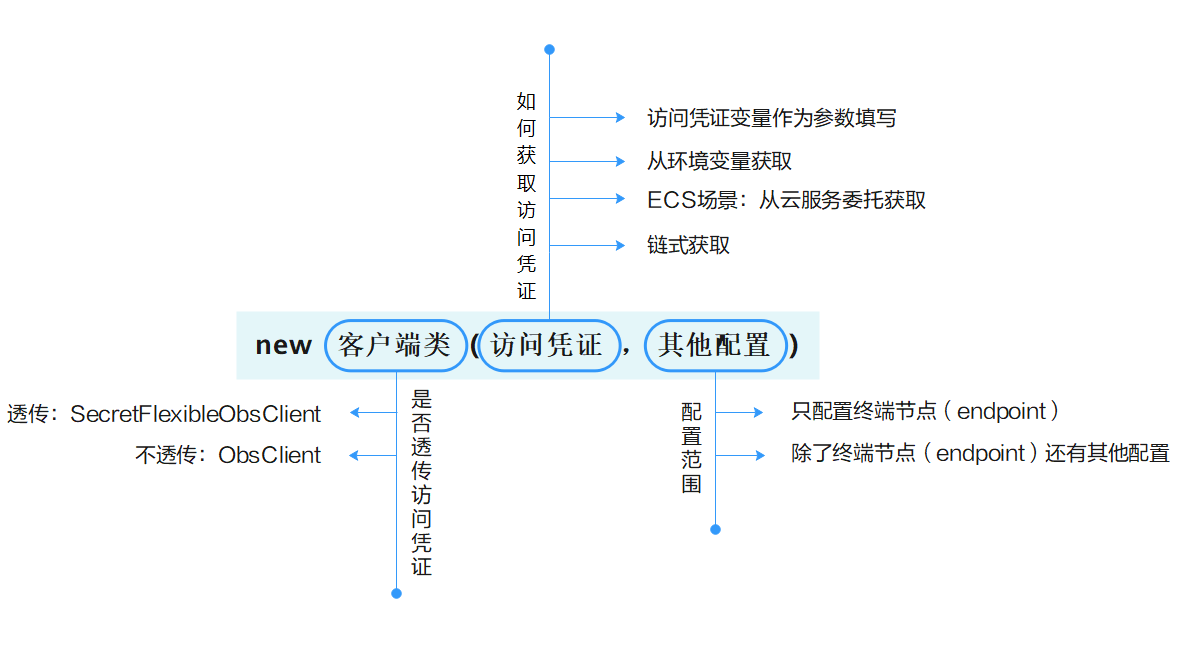 如何获取访问凭证
访问凭证变量作为参数填写
从环境变量获取
ECS场景：从云服务委托获取
链式获取
new 客户端类(访问凭证，其他配置)
是否透传访问凭证
透传：SecretFlexibleObsClient
不透传：ObsClient
配置范围
只配置终端节点（endpoint）
除了终端节点（endpoint）还有其他配置